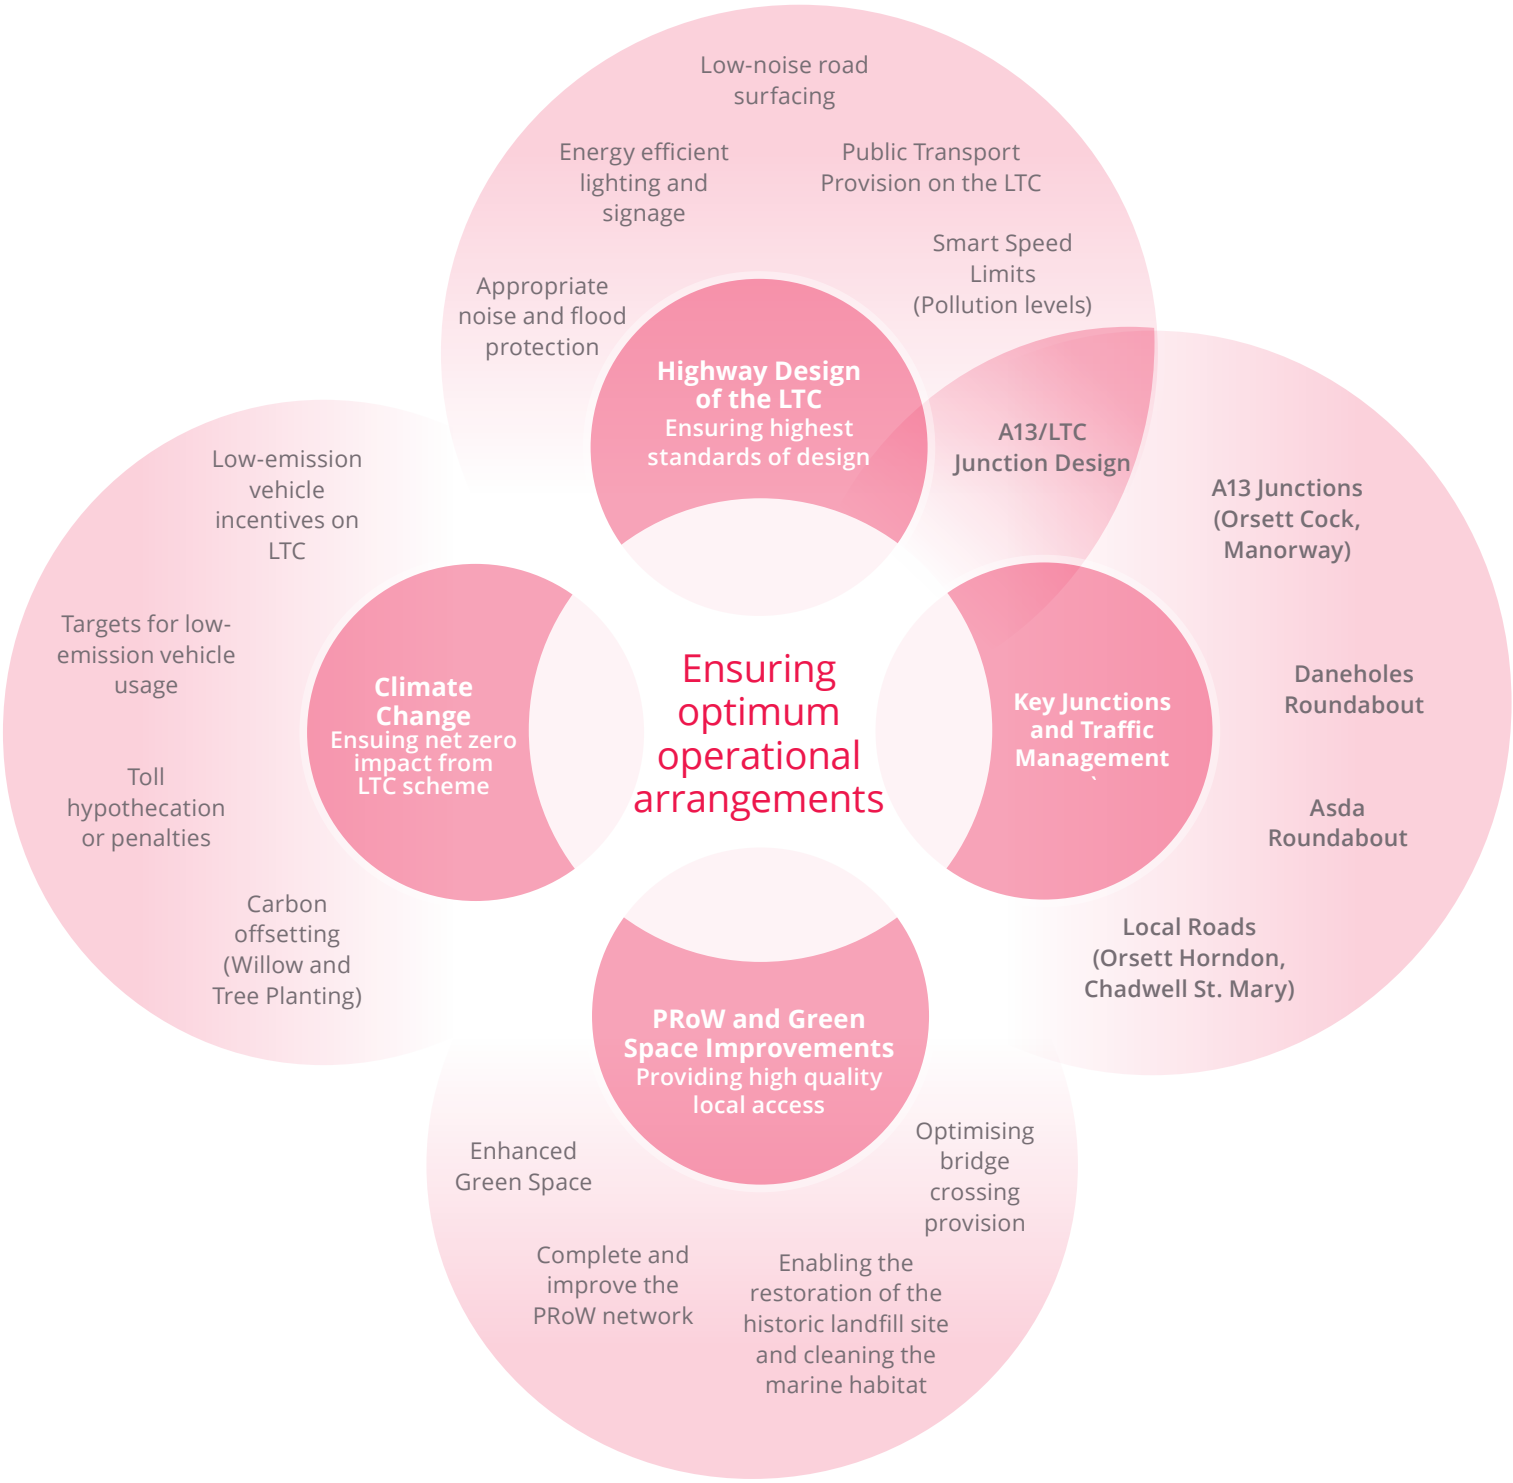 Low-noise road
surfacing
Energy efficient
lighting and
signage
Public Transport
Provision on the LTC
Smart Speed
Limits
(Pollution levels)
Appropriate
noise and flood
protection
Highway Design
of the LTC
Ensuring highest
standards of design
A13/LTC
Junction Design
A13 Junctions
(Orsett Cock,
Manorway)
Daneholes
Roundabout
Asda
Roundabout
Local Roads
(Orsett Horndon,
Chadwell St. Mary)
Key Junctions
and Traffic
Management
`
Ensuring
optimum
operational
arrangements
Low-emission
vehicle
incentives on
LTC
Targets for low-
emission vehicle
usage
Toll
hypothecation
or penalties
Carbon
offsetting
(Willow and
Tree Planting)
Climate
Change
Ensuing net zero
impact from
LTC scheme
PRoW and Green
Space Improvements
Providing high quality
local access
Enhanced
Green Space
Complete and
improve the
PRoW network
Enabling the
restoration of the
historic landfill site
and cleaning the
marine habitat
Optimising
bridge
crossing
provision